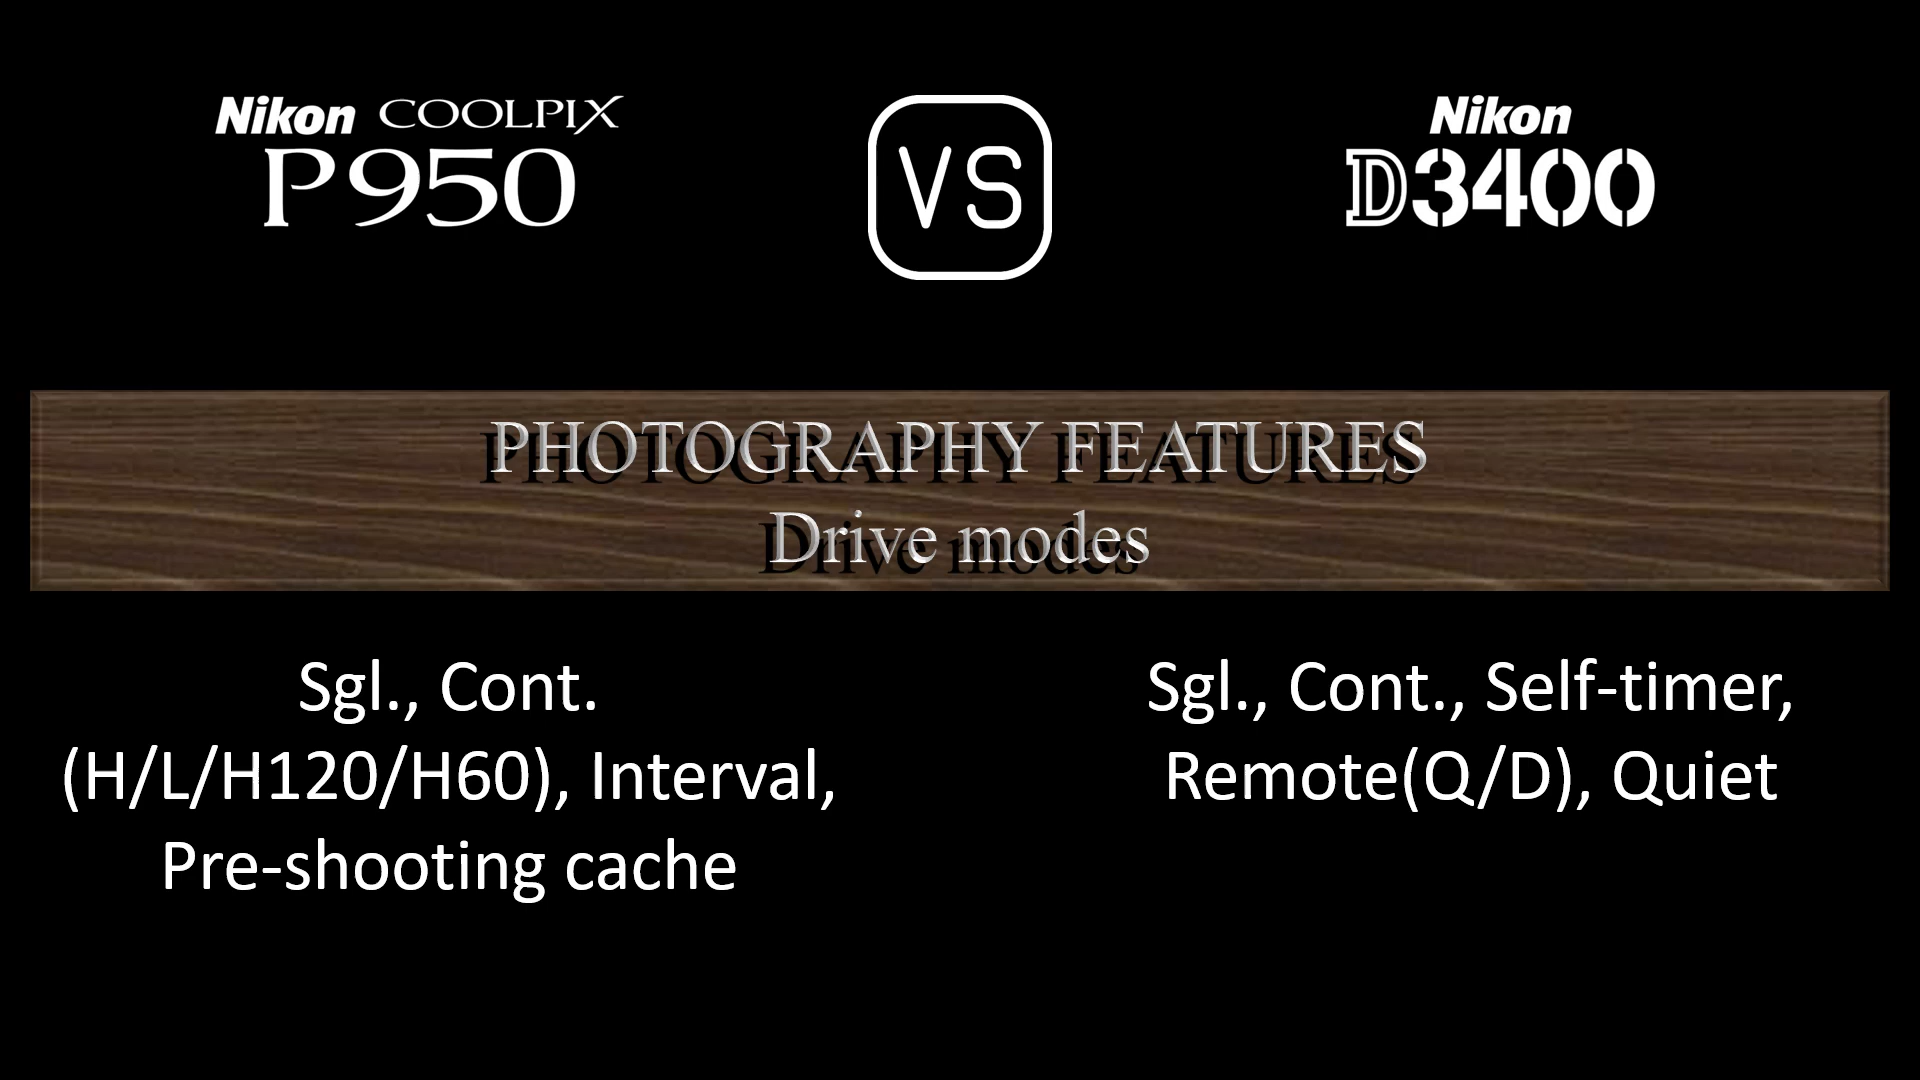 Nikon COOLPIX
P950
VS
Nikon
D3400
PHOTOGRAPHY FEATURES
Drive modes
Sgl., Cont.
(H/L/H120/H60), Interval,
Pre-shooting cache
Sgl., Cont., Self-timer,
Remote(Q/D), Quiet